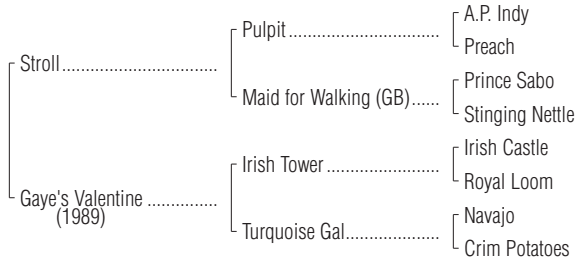 A.P. Indy
Pulpit
Preach
Stroll
Prince Sabo
Maid for Walking (GB)
Stinging Nettle
Irish Castle
Irish Tower
Royal Loom
Gaye's Valentine
(1989)
Navajo
Turquoise Gal
Crim Potatoes